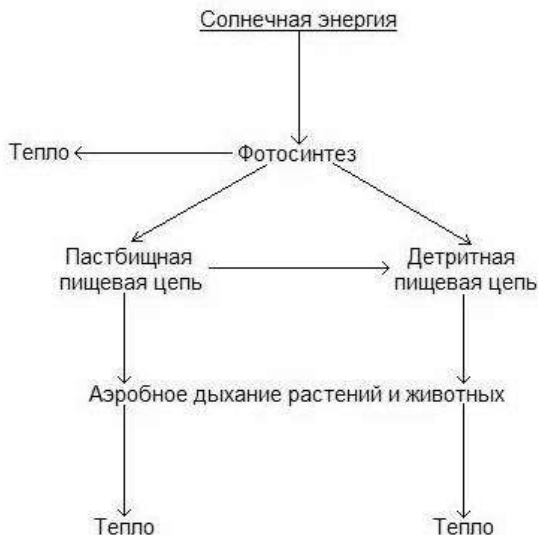 Солнечная энергия
Тепло
Фотосинтез
Пастбищная
пищевая цепь
Детритная
пищевая цепь
Аэробное дыхание растений и животных
Тепло
Тепло